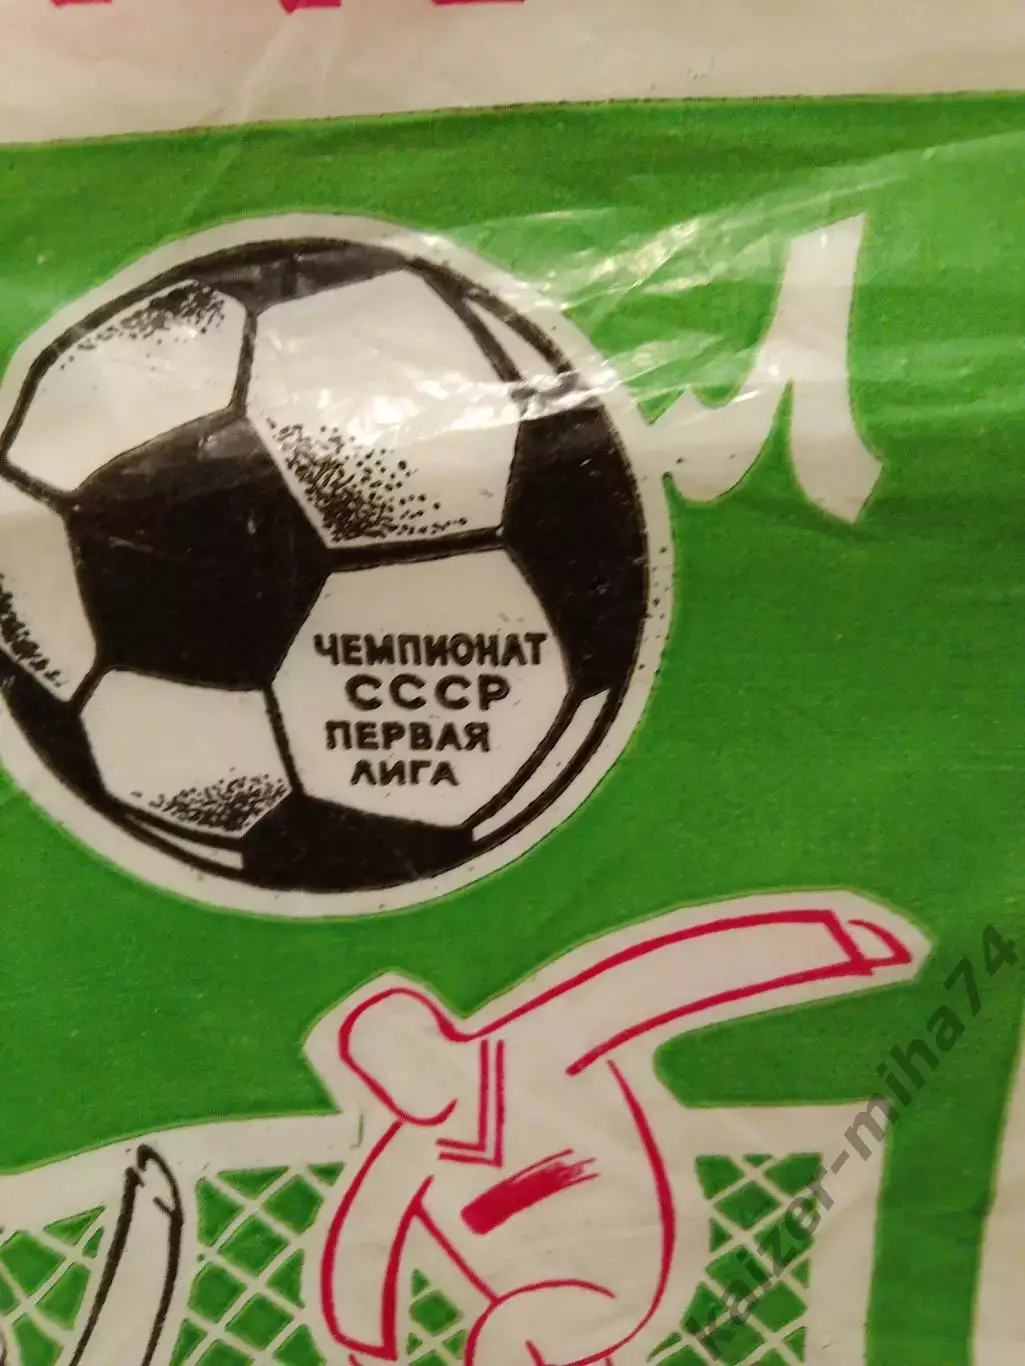 ЧЕМПИОНАТ
СССР
ПЕРВАЯ
ЛИГА
kaizer-miha74